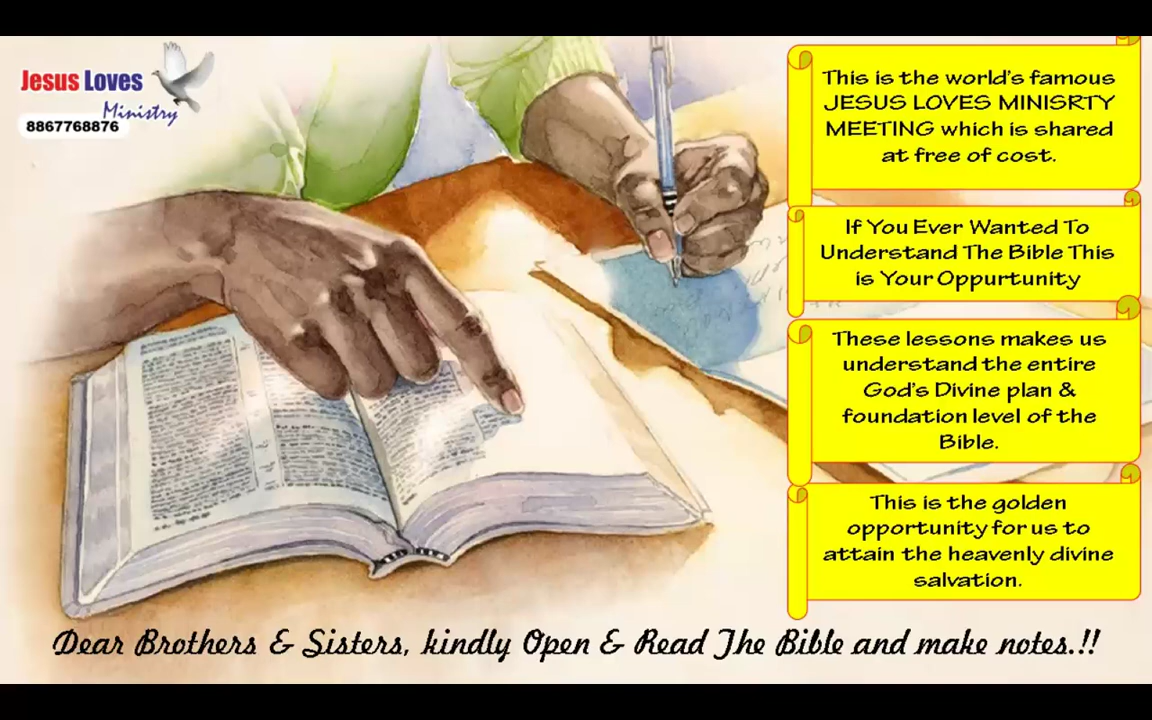 Jesus Loves
Ministry
8867768876
This is the world's famous
JESUS LOVES MINISRTY
MEETING which is shared
at free of cost.
If You Ever Wanted To
Understand The Bible This
is Your Oppurtunity
These lessons makes us
understand the entire
God's Divine plan &
foundation level of the
Bible.
This is the golden
opportunity for us to
attain the heavenly divine
salvation.
Dear Brothers & Sisters, kindly Open & Read The Bible and make notes.!!